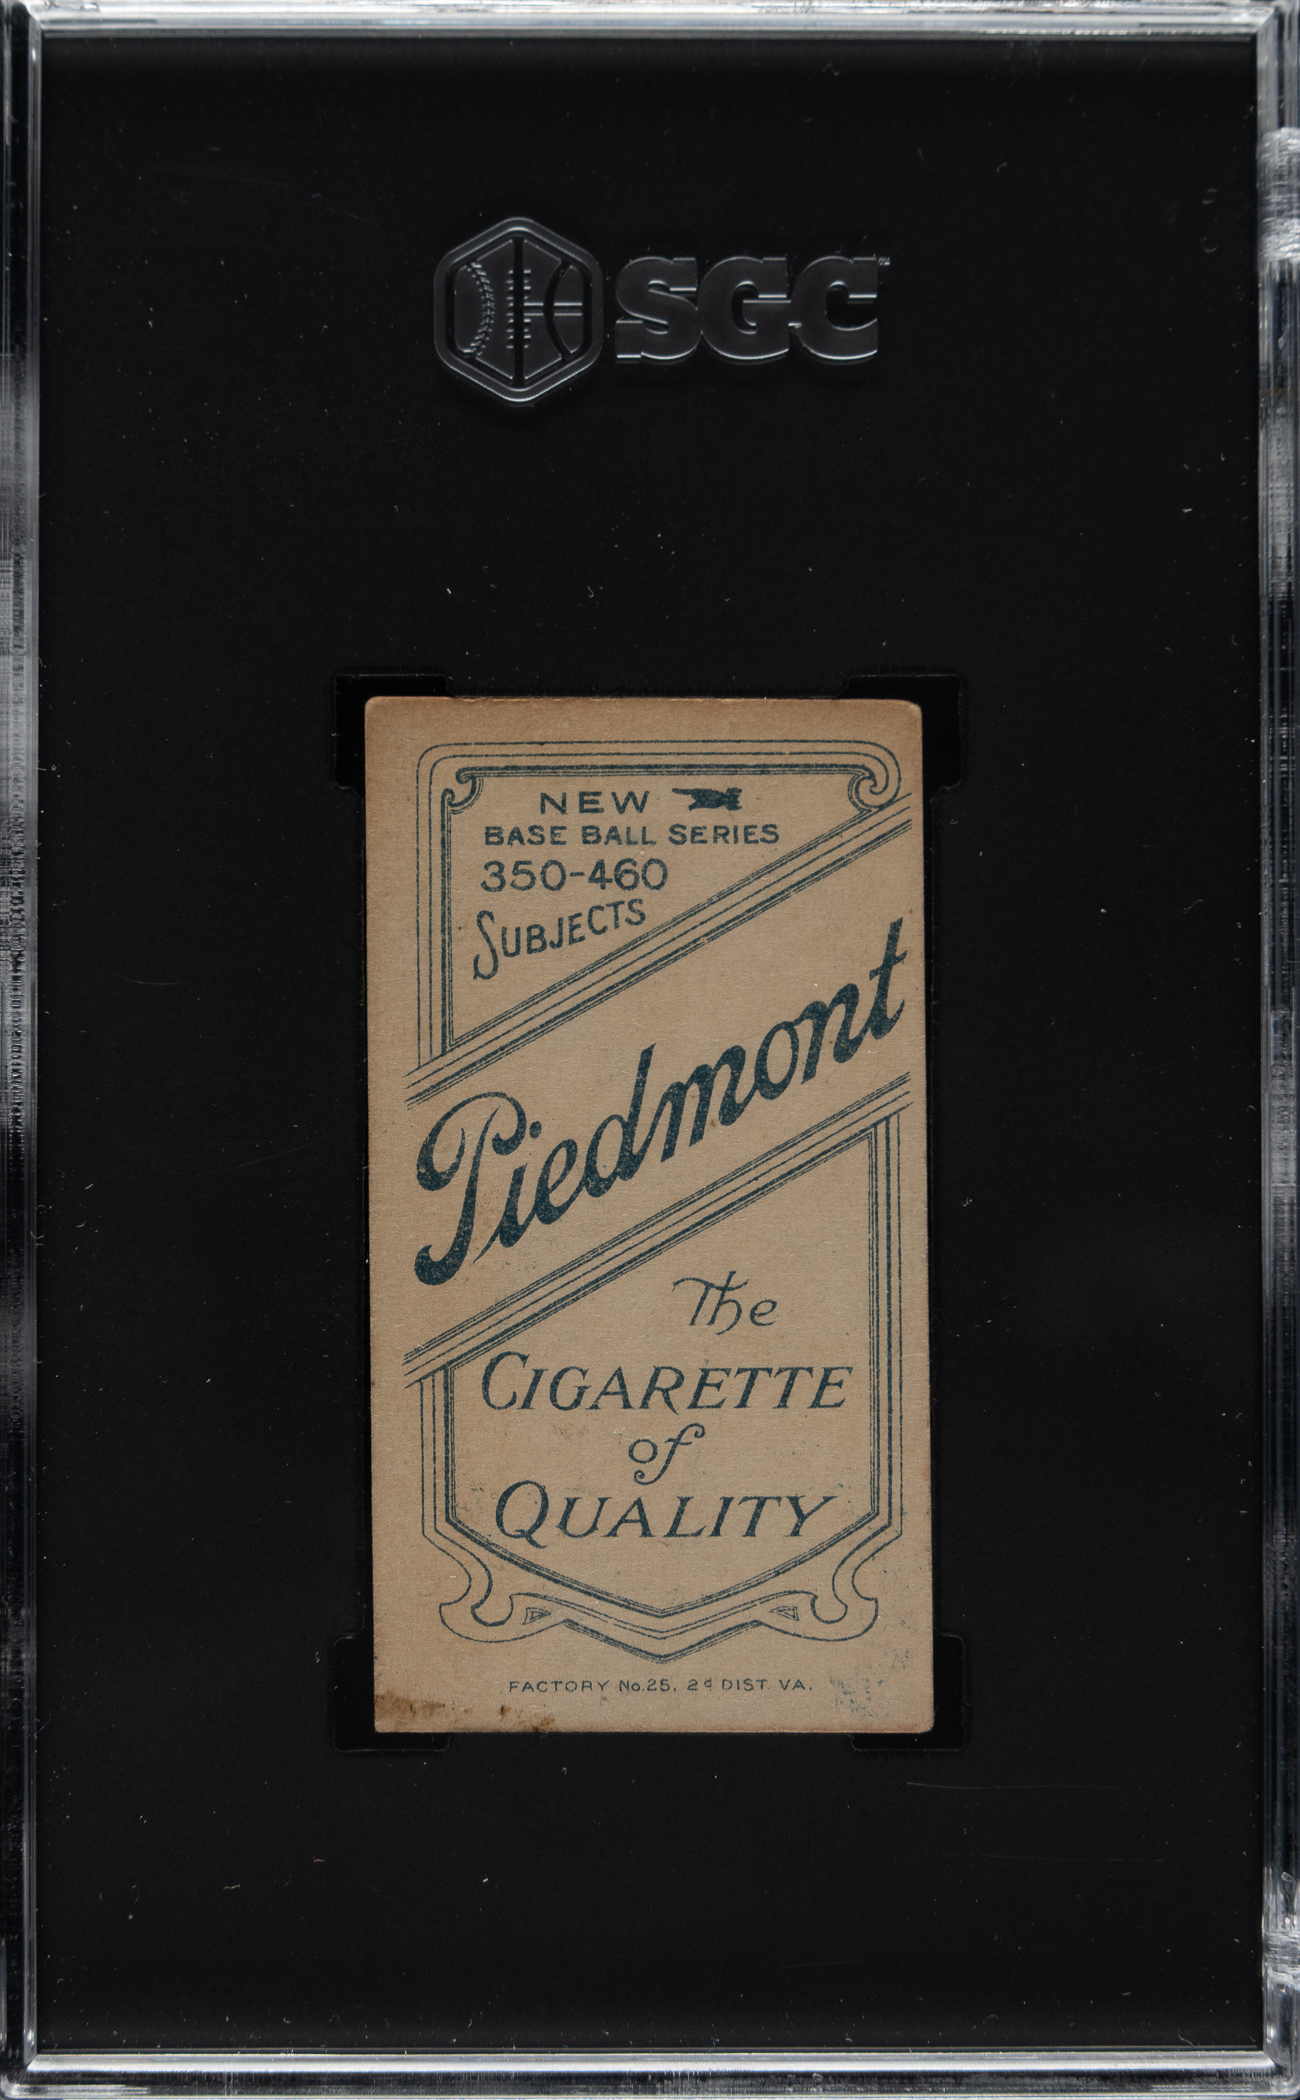 SGC
NEW
BASE BALL SERIES
350-460
SUBJECTS
Piedmont
The
CIGARETTE
of
QUALITY
FACTORY No. 25, 2d DIST. VA.